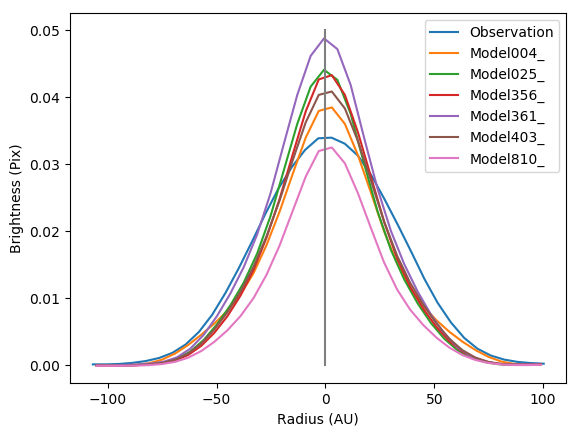 0.05
0.04
0.03
0.02
0.01
0.00
Brightness (Pix)
−100
−50
0
50
100
Radius (AU)
Observation
Model004_
Model025_
Model356_
Model361_
Model403_
Model810_